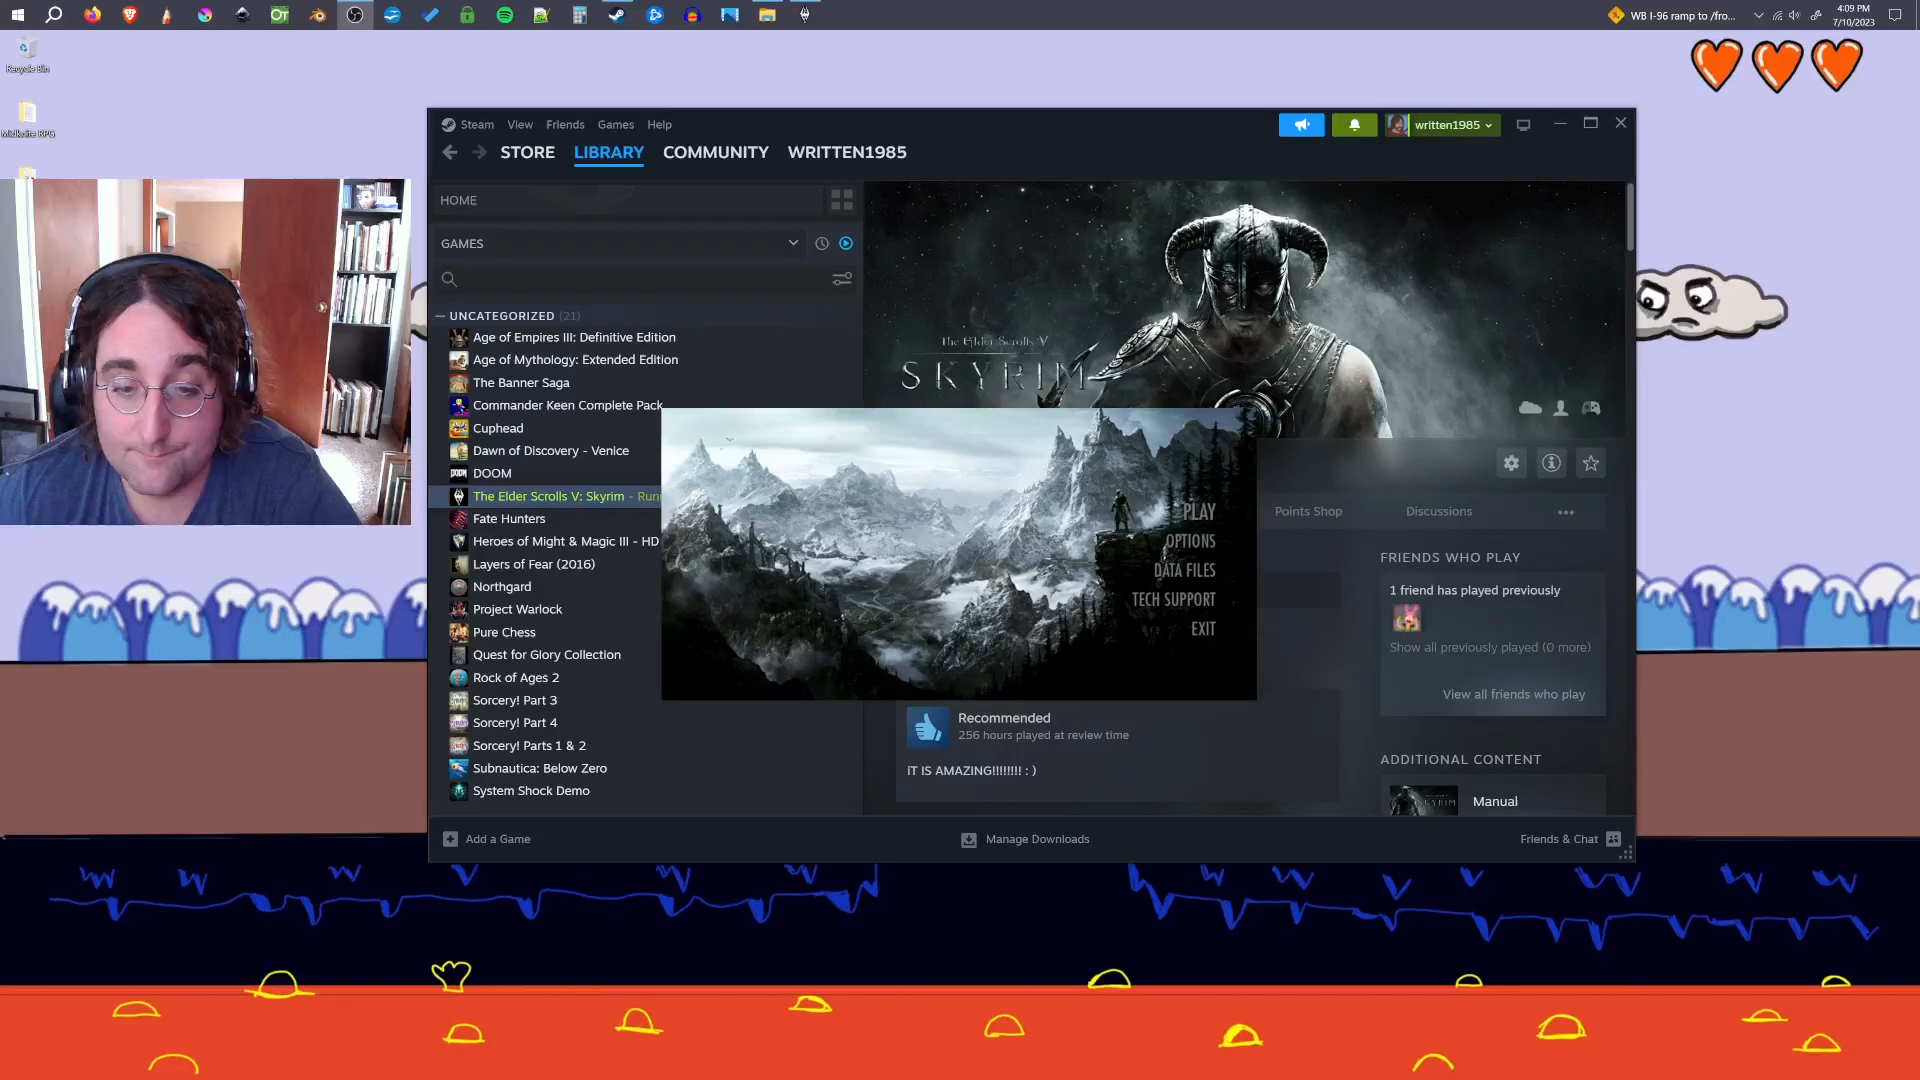 WB I-96 ramp to /fro...
4:09 PM
7/10/2023
Recycle Bin
Steam View Friends Games Help
written1985
STORE LIBRARY COMMUNITY WRITTEN1985
HOME
GAMES
UNCATEGORIZED (21)
Age of Empires III: Definitive Edition
Age of Mythology: Extended Edition
The Banner Saga
Commander Keen Complete Pack
Cuphead
Dawn of Discovery - Venice
DOOM
The Elder Scrolls V: Skyrim - Run
Fate Hunters
Heroes of Might & Magic III - HD
Layers of Fear (2016)
Northgard
Project Warlock
Pure Chess
Quest for Glory Collection
Rock of Ages 2
Sorcery! Part 3
Sorcery! Part 4
Sorcery! Parts 1 & 2
Subnautica: Below Zero
System Shock Demo
The Elder Scrolls V
SKYRIM
PLAY
OPTIONS
DATA FILES
TECH SUPPORT
EXIT
Points Shop Discussions
FRIENDS WHO PLAY
1 friend has played previously
Show all previously played (0 more)
View all friends who play
Recommended
256 hours played at review time
iT IS AMAZING!!!!!!!! : )
ADDITIONAL CONTENT
Manual
Add a Game
Manage Downloads
Friends & Chat